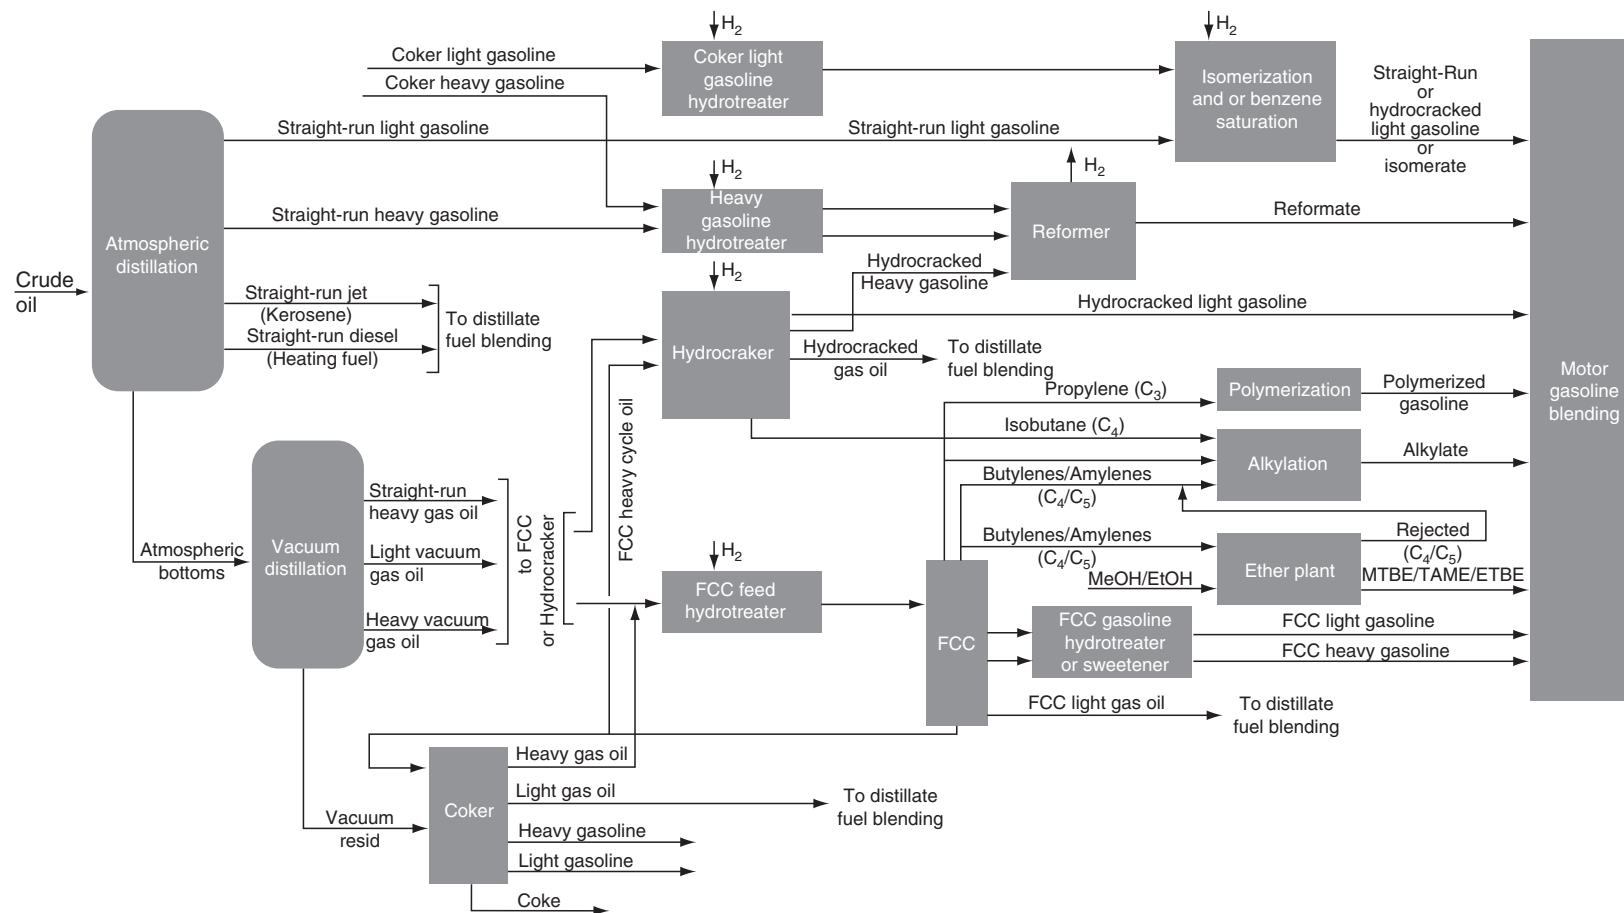 H2
H2
Coker light gasoline
Coker heavy gasoline
Coker light
gasoline
hydrotreater
Isomerization
and or benzene
saturation
Straight-Run
or
hydrocracked
light gasoline
or
isomerate
Straight-run light gasoline
Straight-run light gasoline
H2
H2
Straight-run heavy gasoline
Heavy
gasoline
hydrotreater
Reformer
Reformate
Atmospheric
distillation
Crude
oil
Straight-run jet
(Kerosene)
Straight-run diesel
(Heating fuel)
To distillate
fuel blending
H2
Hydrocracked
Heavy gasoline
Hydrocraker
Hydrocracked light gasoline
Hydrocracked
gas oil
To distillate
fuel blending
Motor
gasoline
blending
Propylene (C3)
Polymerization
Polymerized
gasoline
Isobutane (C4)
Alkylation
Alkylate
Butylenes/Amylenes
(C4/C5)
FCC heavy cycle oil
Straight-run
heavy gas oil
Light vacuum
gas oil
Heavy vacuum
gas oil
Vacuum
distillation
Atmospheric
bottoms
to FCC
or Hydrocracker
H2
FCC feed
hydrotreater
Butylenes/Amylenes
(C4/C5)
MeOH/EtOH
Ether plant
Rejected
(C4/C5)
MTBE/TAME/ETBE
FCC
FCC gasoline
hydrotreater
or sweetener
FCC light gasoline
FCC heavy gasoline
FCC light gas oil
To distillate
fuel blending
Heavy gas oil
Light gas oil
To distillate
fuel blending
Coker
Vacuum
resid
Heavy gasoline
Light gasoline
Coke